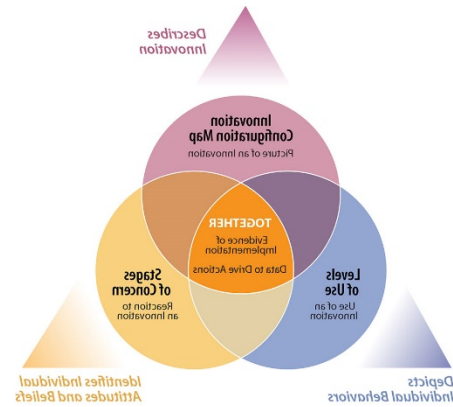 Describes
Innovation
Innovation
Configuration Map
Picture of an Innovation
TOGETHER
Evidence of
Implementation
Data to Drive Actions
Stages
of Concern
Reaction to
an Innovation
Levels
of Use
Use of an
Innovation
Identifies Individual
Attitudes and Beliefs
Depicts
Individual Behaviors